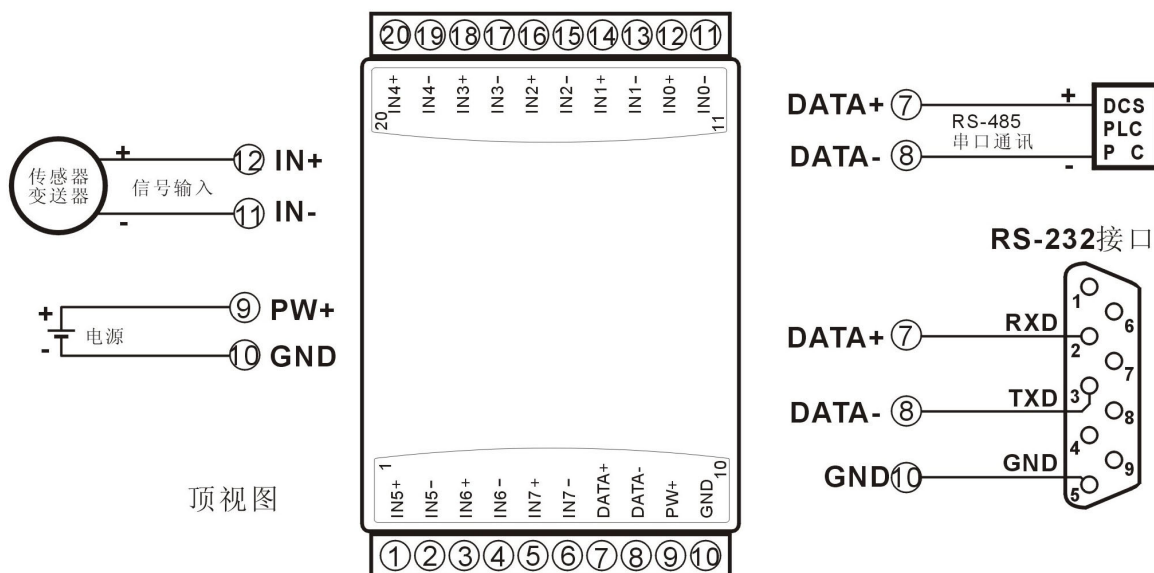 ⑳⑲⑱⑰⑯⑮⑭⑬⑫⑪
IN4+ IN4- IN3+ IN3- IN2+ IN2- IN1+ IN1- IN0+ IN0-
20 11
传感器
变送器
+
信号输入
-
⑫ IN+
⑪ IN-
+
电源
-
⑨ PW+
⑩ GND
顶视图
1 10
IN5+ IN5- IN6+ IN6- IN7+ IN7- DATA+ DATA- PW+ GND
①②③④⑤⑥⑦⑧⑨⑩
DATA+ ⑦
RS-485
串口通讯
DATA- ⑧
+
-
DCS
PLC
P C
RS-232接口
DATA+ ⑦ RXD
DATA- ⑧ TXD
GND⑩ GND
1
6
2
7
3
8
4
9
5